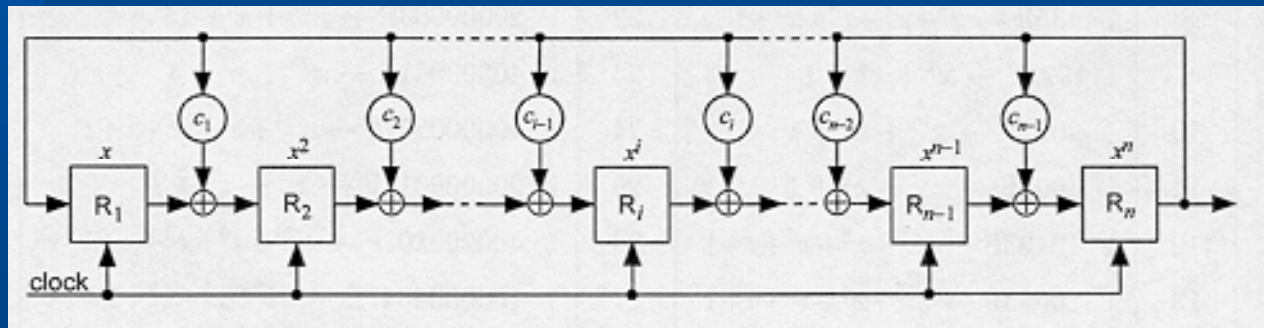 c₁ c₂ cᵢ₋₁ cᵢ cₙ₋₂ cₙ₋₁
x x² xⁱ xⁿ⁻¹ xⁿ
R₁ R₂ Rᵢ Rₙ₋₁ Rₙ
clock